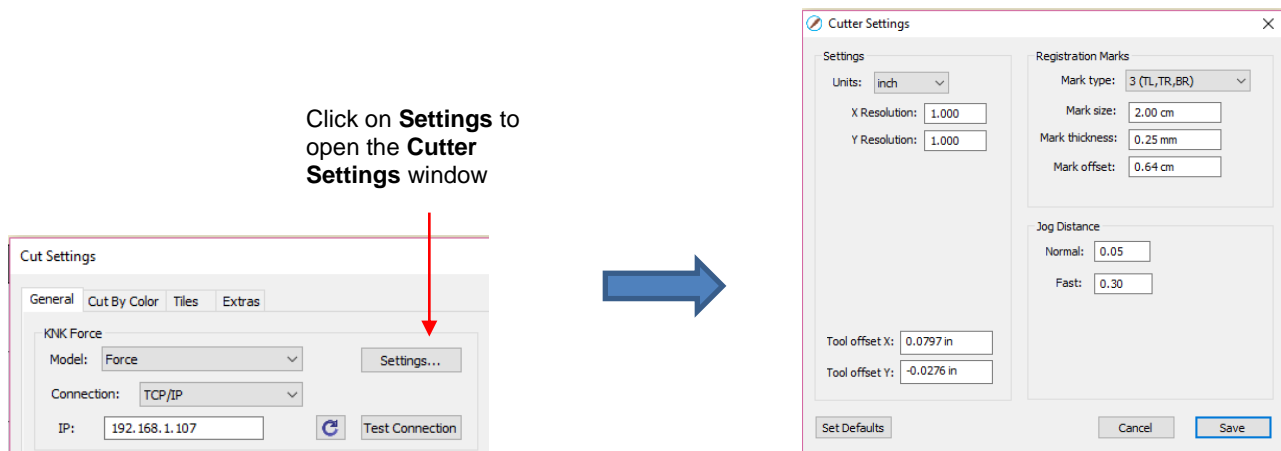 Click on Settings to
open the Cutter
Settings window
Cut Settings
General Cut By Color Tiles Extras
KNK Force
Model: Force Settings...
Connection: TCP/IP
IP: 192.168.1.107 Test Connection
Cutter Settings
Settings
Units: inch
X Resolution: 1.000
Y Resolution: 1.000
Tool offset X: 0.0797 in
Tool offset Y: -0.0276 in
Registration Marks
Mark type: 3 (TL,TR,BR)
Mark size: 2.00 cm
Mark thickness: 0.25 mm
Mark offset: 0.64 cm
Jog Distance
Normal: 0.05
Fast: 0.30
Set Defaults Cancel Save